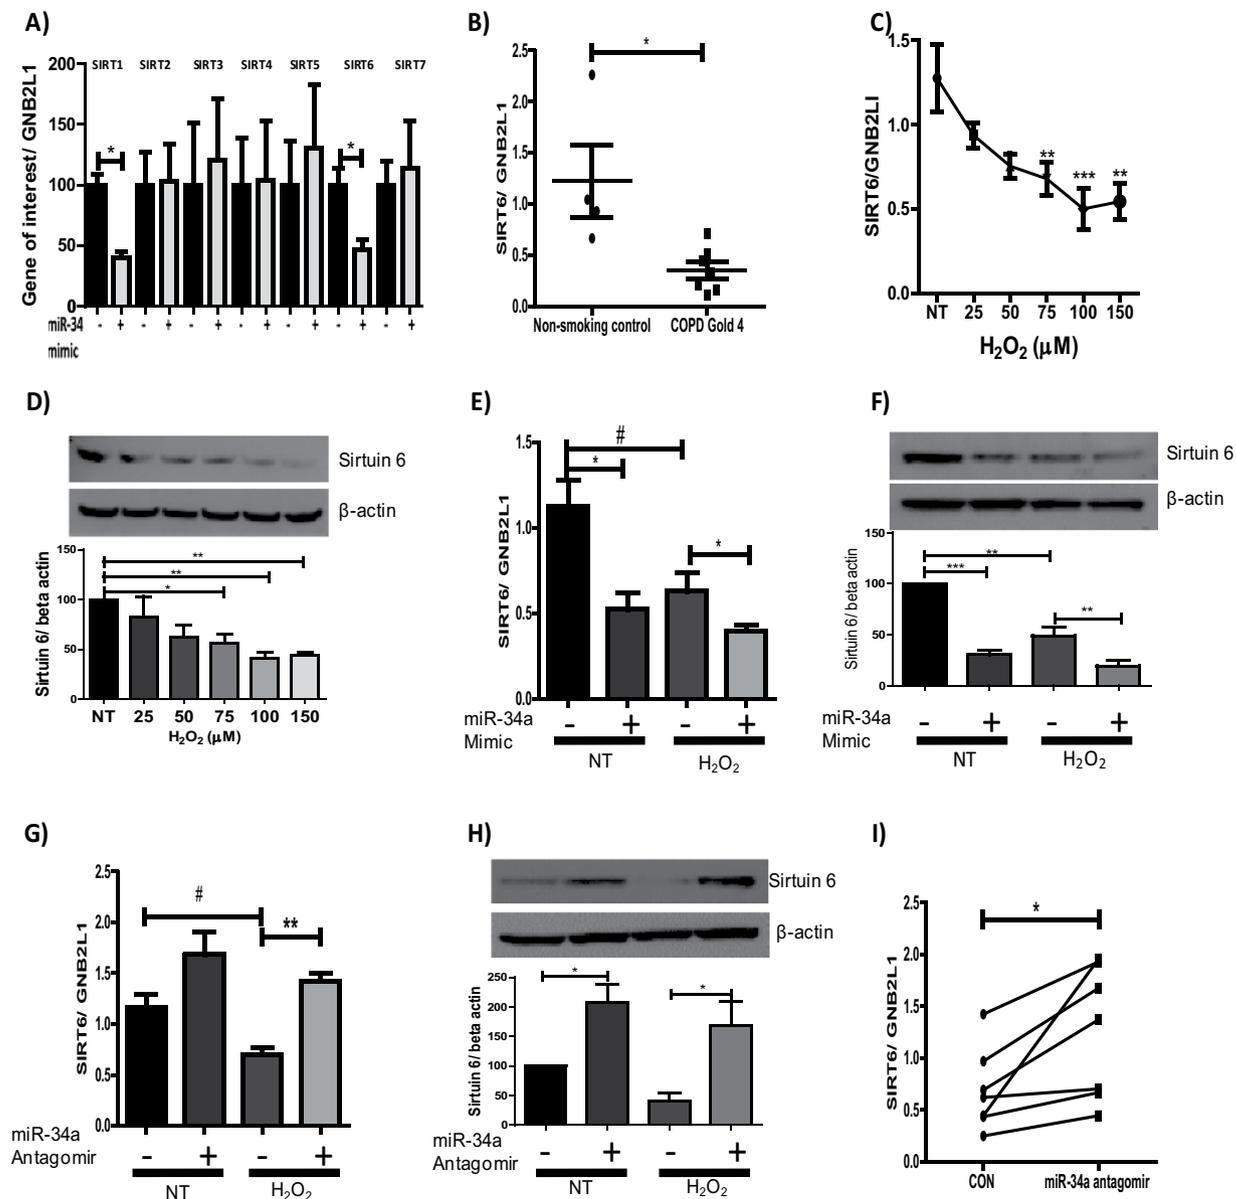 A)
200
150
100
50
0
Gene of interest/ GNB2L1
SIRT1 SIRT2 SIRT3 SIRT4 SIRT5 SIRT6 SIRT7
*
*
miR-34 - + - + - + - + - + - + - +
mimic
B)
2.5
2.0
1.5
1.0
0.5
0.0
SIRT6/ GNB2L1
*
Non-smoking control COPD Gold 4
C)
1.5
1.0
0.5
0.0
SIRT6/GNB2LI
** *** **
NT 25 50 75 100 150
H₂O₂ (µM)
D)
Sirtuin 6
β-actin
150
100
50
0
Sirtuin 6/ beta actin
**
**
*
NT 25 50 75 100 150
H₂O₂ (µM)
E)
1.5
1.0
0.5
0.0
SIRT6/ GNB2L1
#
*
*
miR-34a - + - +
Mimic
NT H₂O₂
F)
Sirtuin 6
β-actin
150
100
50
0
Sirtuin 6/ beta actin
**
***
**
miR-34a - + - +
Mimic
NT H₂O₂
G)
2.5
2.0
1.5
1.0
0.5
0.0
SIRT6/ GNB2L1
#
**
miR-34a
Antagomir - + - +
NT H₂O₂
H)
Sirtuin 6
β-actin
250
200
150
100
50
0
Sirtuin 6/ beta actin
*
*
miR-34a
Antagomir - + - +
NT H₂O₂
I)
2.5
2.0
1.5
1.0
0.5
0.0
SIRT6/ GNB2L1
*
CON miR-34a antagomir